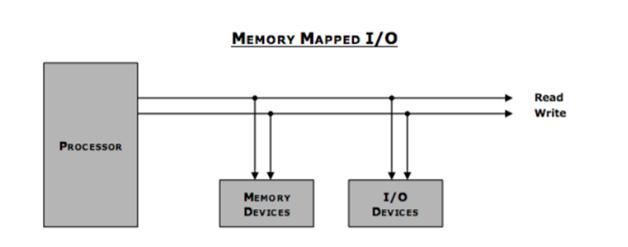 MEMORY MAPPED I/O
Read
Write
PROCESSOR
MEMORY
DEVICES
I/O
DEVICES